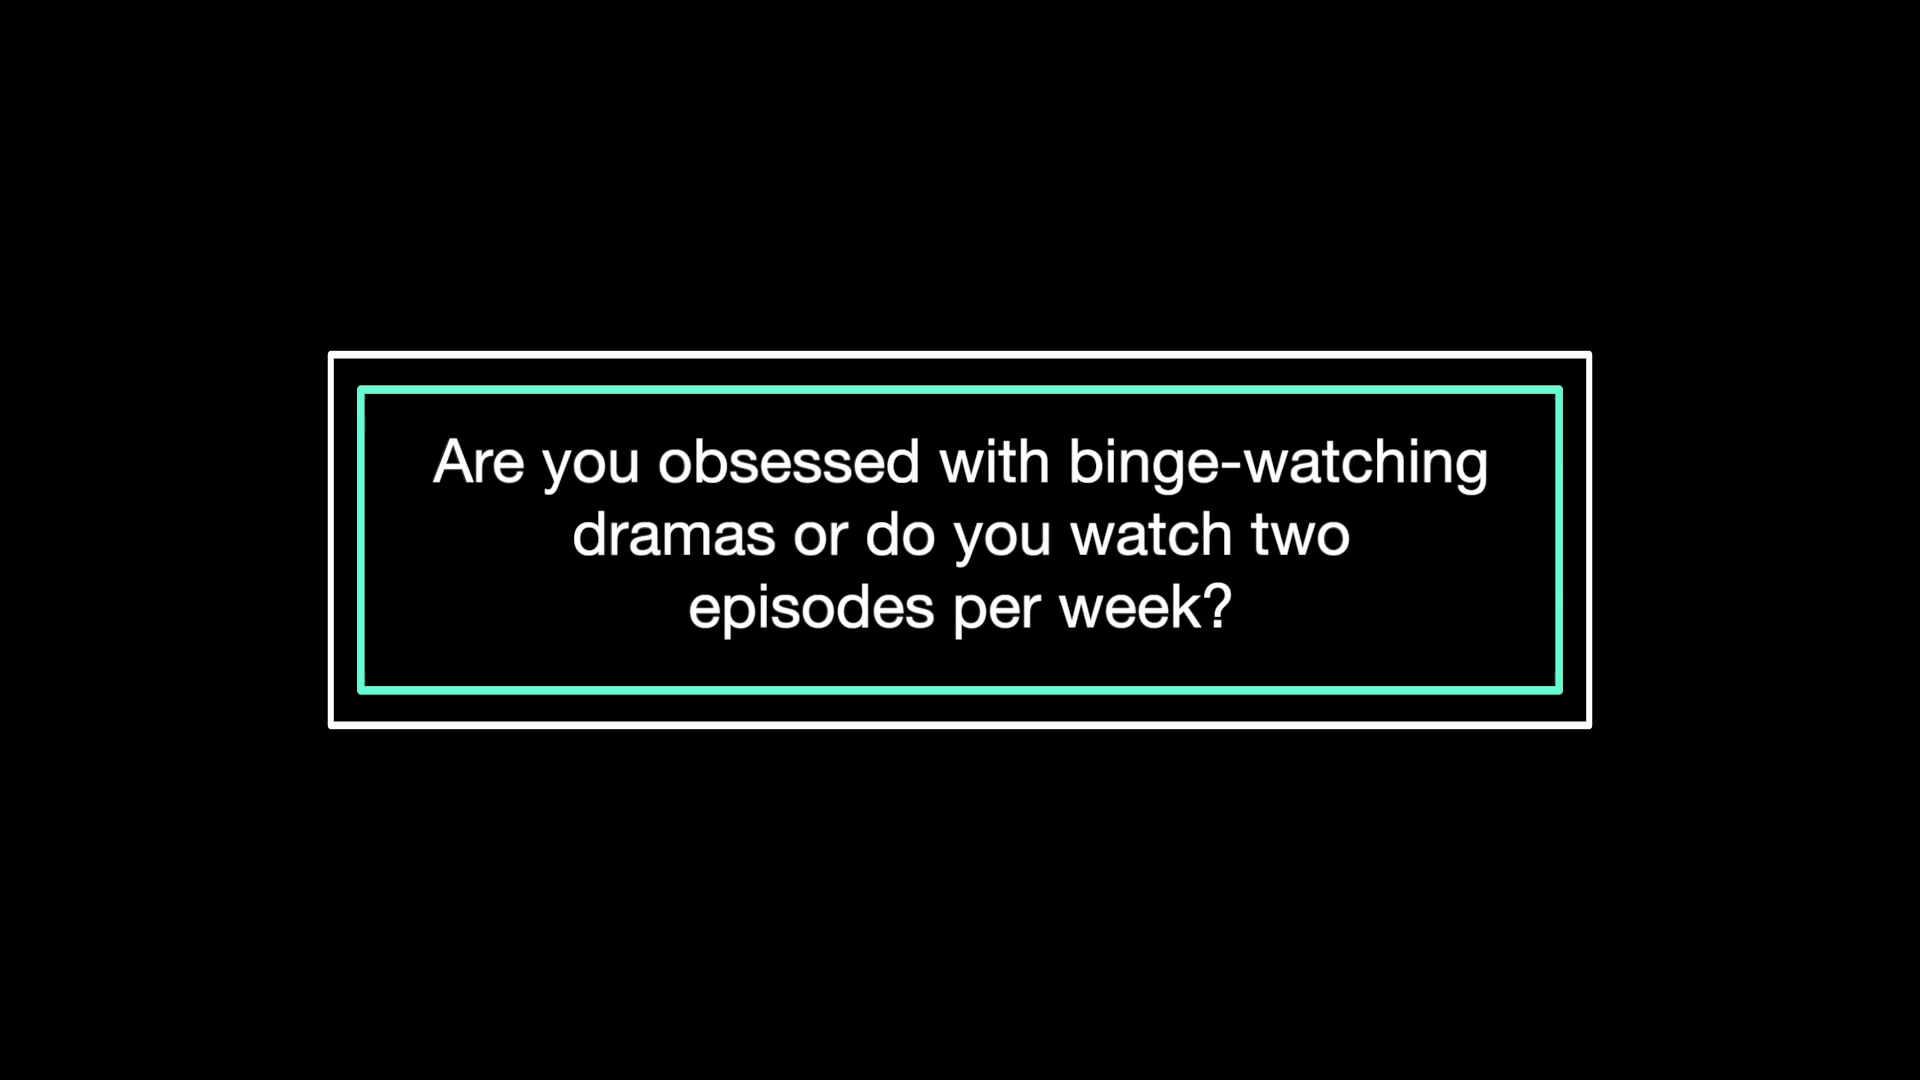 Are you obsessed with binge-watching
dramas or do you watch two
episodes per week?